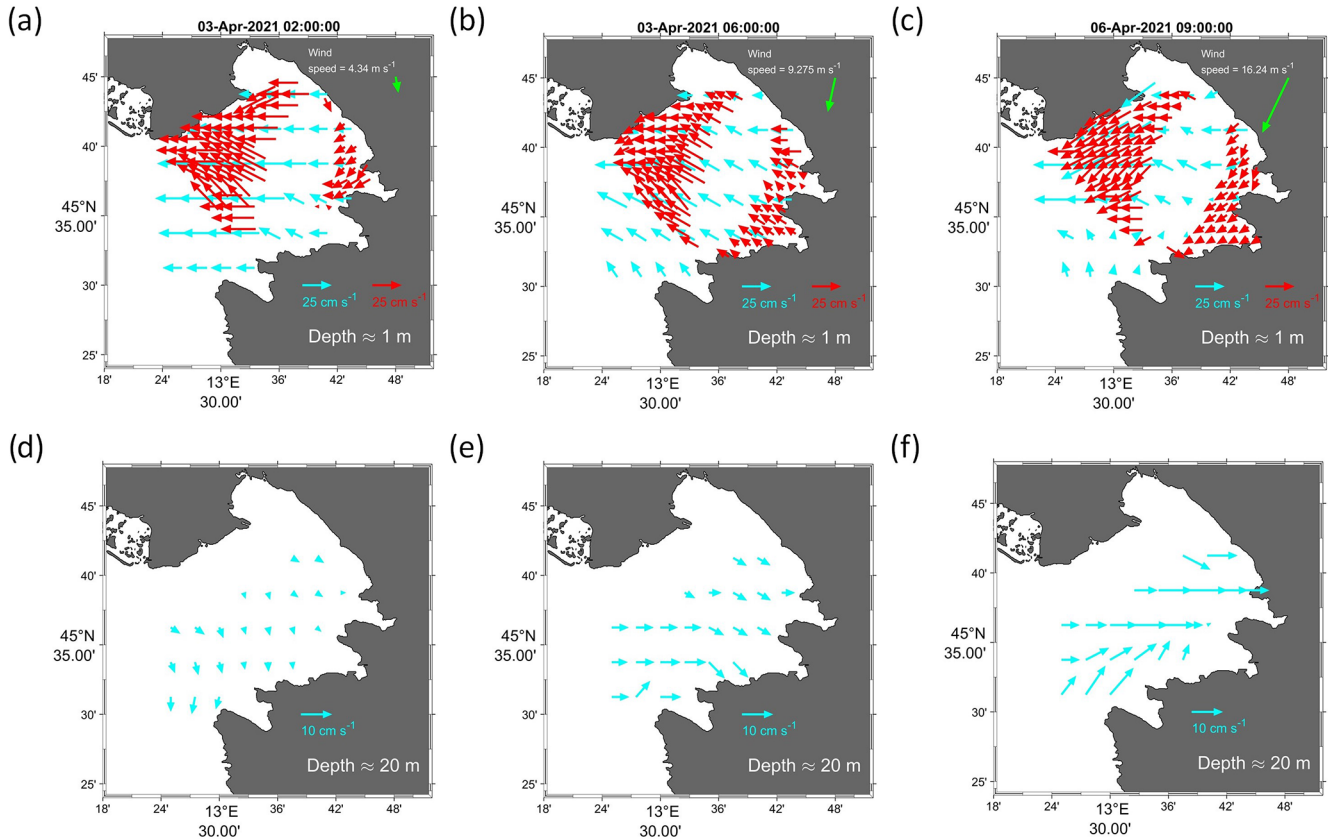 (a)
03-Apr-2021 02:00:00
Wind
speed = 4.34 m s⁻¹
45'
40'
45°N
35.00'
30'
25'
25 cm s⁻¹
25 cm s⁻¹
Depth ≈ 1 m
18'
24'
13°E
30.00'
36'
42'
48'
(b)
03-Apr-2021 06:00:00
Wind
speed = 9.275 m s⁻¹
45'
40'
45°N
35.00'
30'
25'
25 cm s⁻¹
25 cm s⁻¹
Depth ≈ 1 m
18'
24'
13°E
30.00'
36'
42'
48'
(c)
06-Apr-2021 09:00:00
Wind
speed = 16.24 m s⁻¹
45'
40'
45°N
35.00'
30'
25'
25 cm s⁻¹
25 cm s⁻¹
Depth ≈ 1 m
18'
24'
13°E
30.00'
36'
42'
48'
(d)
45'
40'
45°N
35.00'
30'
25'
10 cm s⁻¹
Depth ≈ 20 m
18'
24'
13°E
30.00'
36'
42'
48'
(e)
45'
40'
45°N
35.00'
30'
25'
10 cm s⁻¹
Depth ≈ 20 m
18'
24'
13°E
30.00'
36'
42'
48'
(f)
45'
40'
45°N
35.00'
30'
25'
10 cm s⁻¹
Depth ≈ 20 m
18'
24'
13°E
30.00'
36'
42'
48'